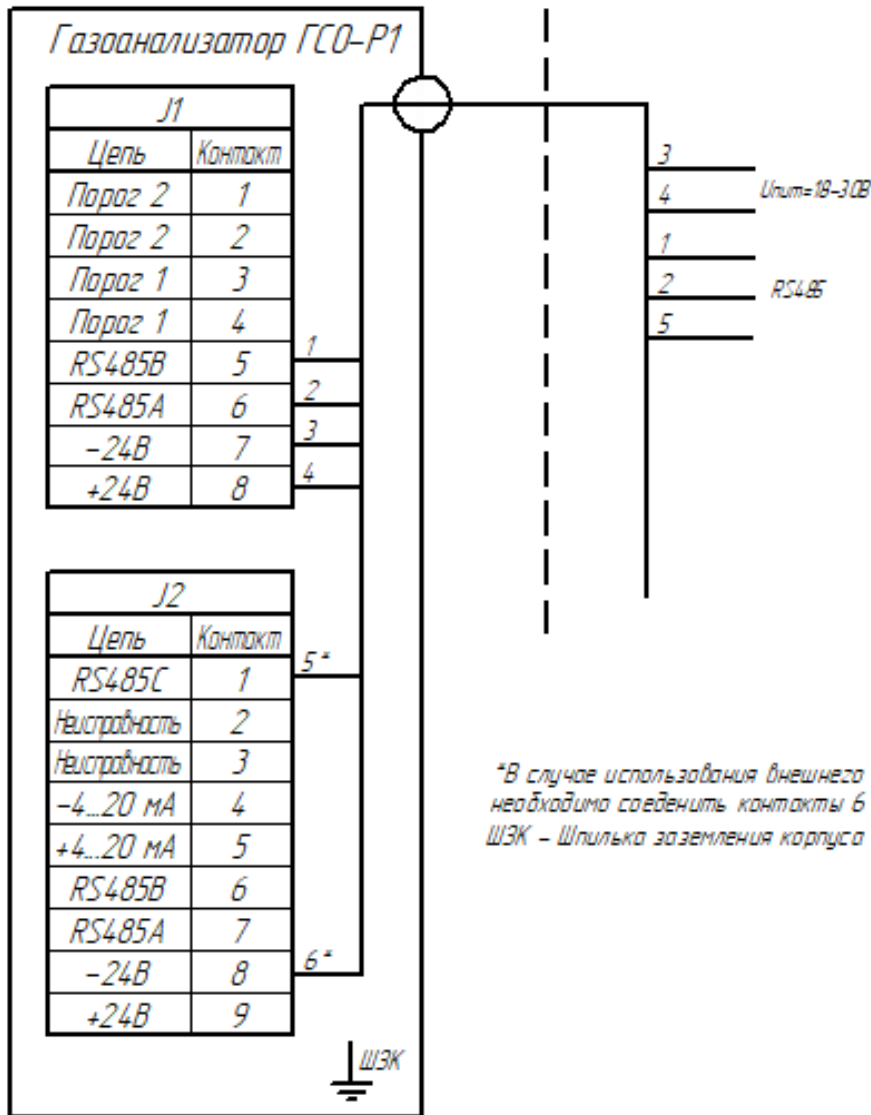 Газоанализатор ГСО-Р1
J1
Цепь Контакт
Порог 2 1
Порог 2 2
Порог 1 3
Порог 1 4
RS485B 5
RS485A 6
-24В 7
+24В 8
1
2
3
4
J2
Цепь Контакт
RS485C 1
Неисправность 2
Неисправность 3
-4...20 мА 4
+4...20 мА 5
RS485B 6
RS485A 7
-24В 8
+24В 9
5*
6*
ШЗК
3
4
Uпит=18-30В
1
2
5
RS485
*В случае использования внешнего
необходимо соеденить контакты 6
ШЗК - Шпилька заземления корпуса